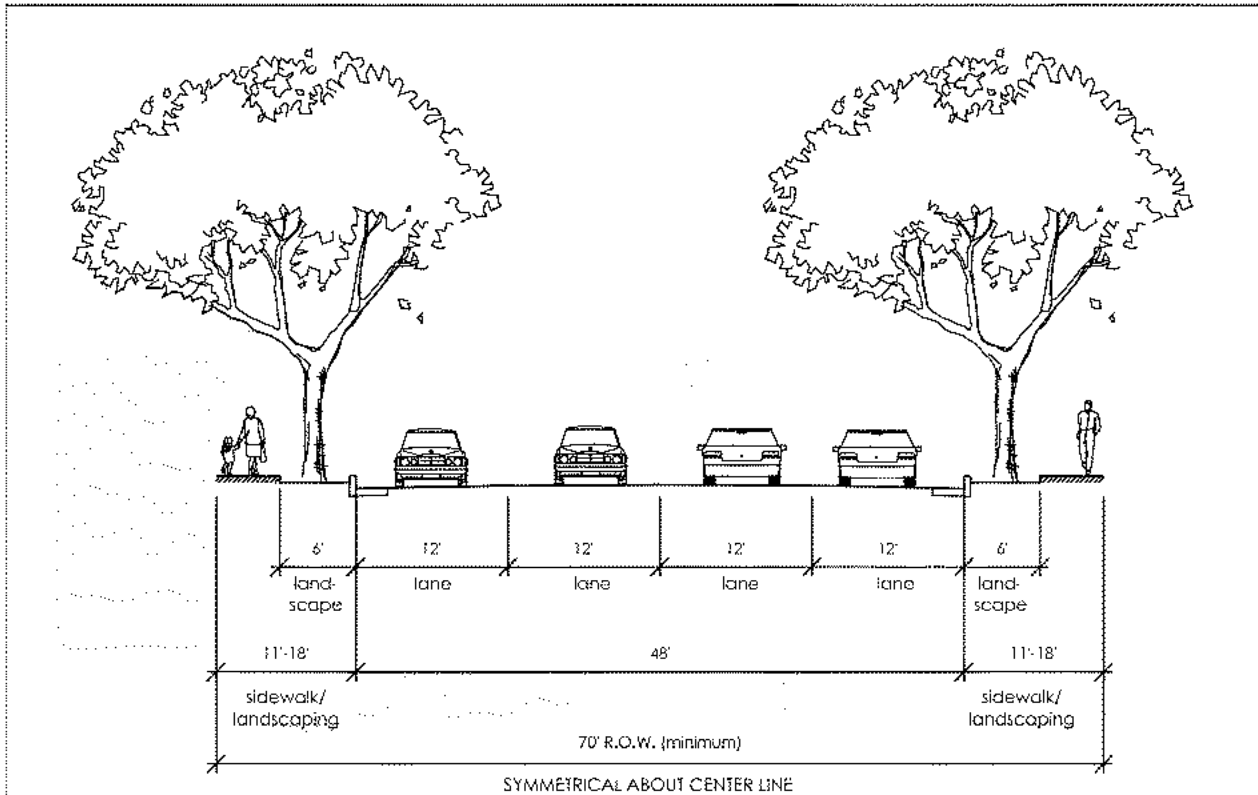 6' 12' 12' 12' 12' 6'
land-
scape
lane lane lane lane land-
scape
11'-18' 48' 11'-18'
sidewalk/
landscaping
sidewalk/
landscaping
70' R.O.W. (minimum)
SYMMETRICAL ABOUT CENTER LINE